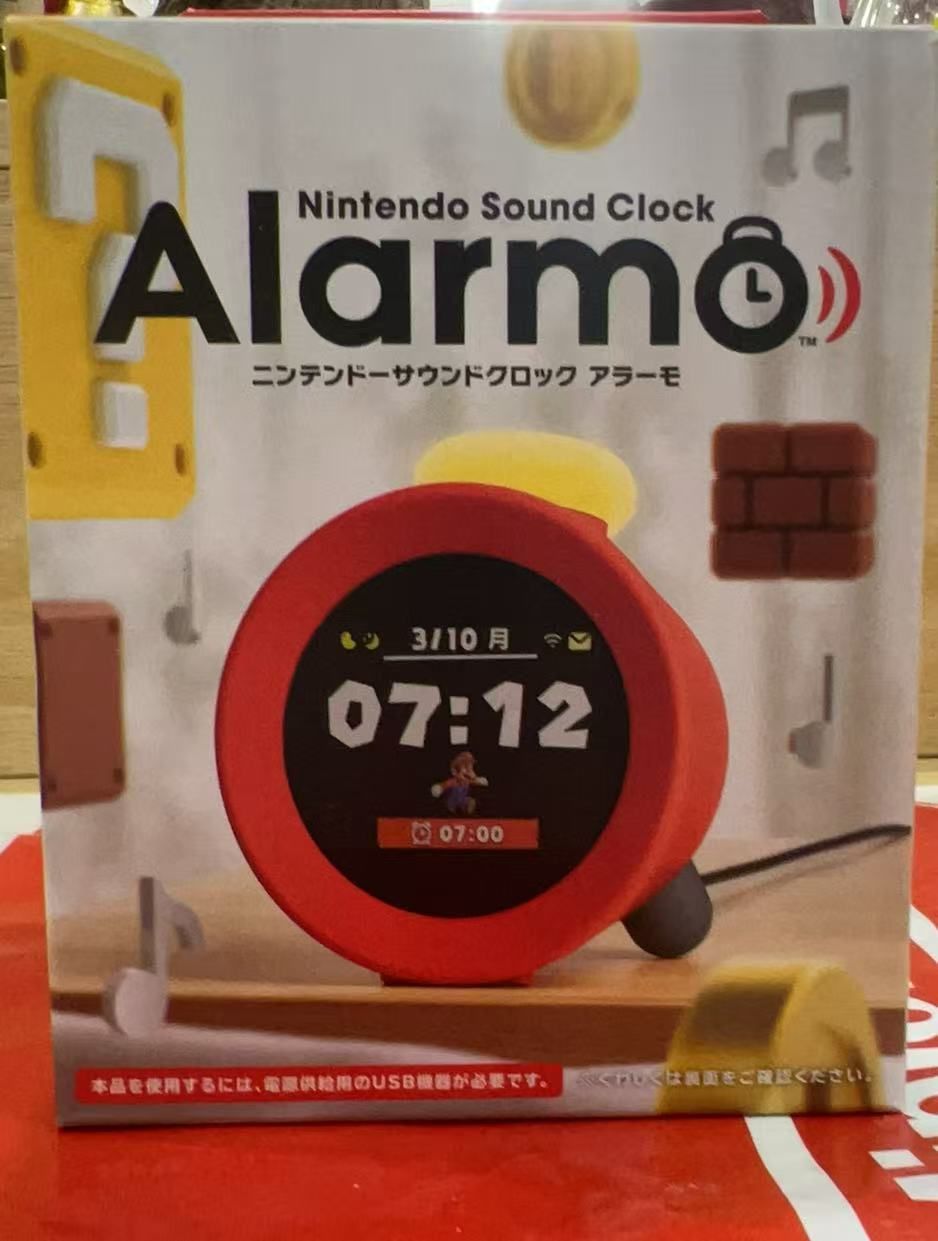 Nintendo Sound Clock
Alarmo
TM
ニンテンドーサウンドクロック アラーモ
3/10 月
07:12
07:00
本品を使用するには、電源供給用のUSB機器が必要です。
※くわしくは裏面をご確認ください。